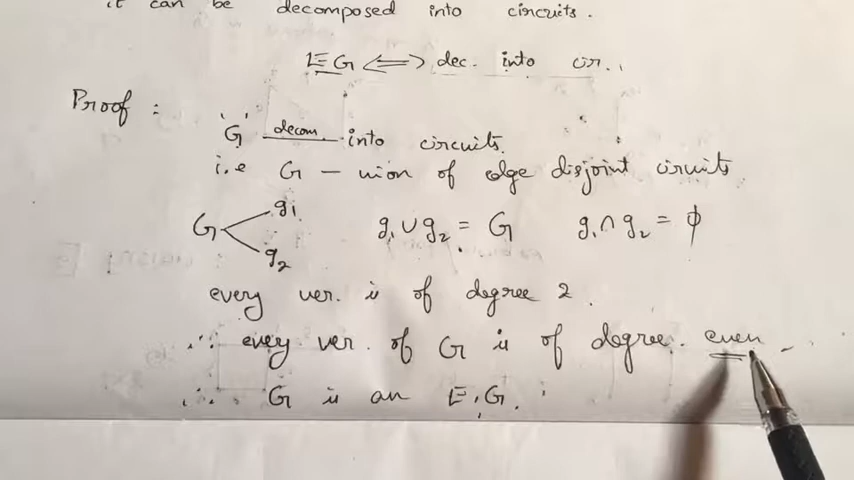 it can be decomposed into circuits.
EG <=> dec. into cir..
Proof :
'G' decom. into circuits.
i.e G - union of edge disjoint circuits
G g1 g2 g1 ∪ g2 = G g1 ∩ g2 = ϕ
every ver. is of degree 2.
∴ every ver. of G is of degree. even
∴ G is an E.G.